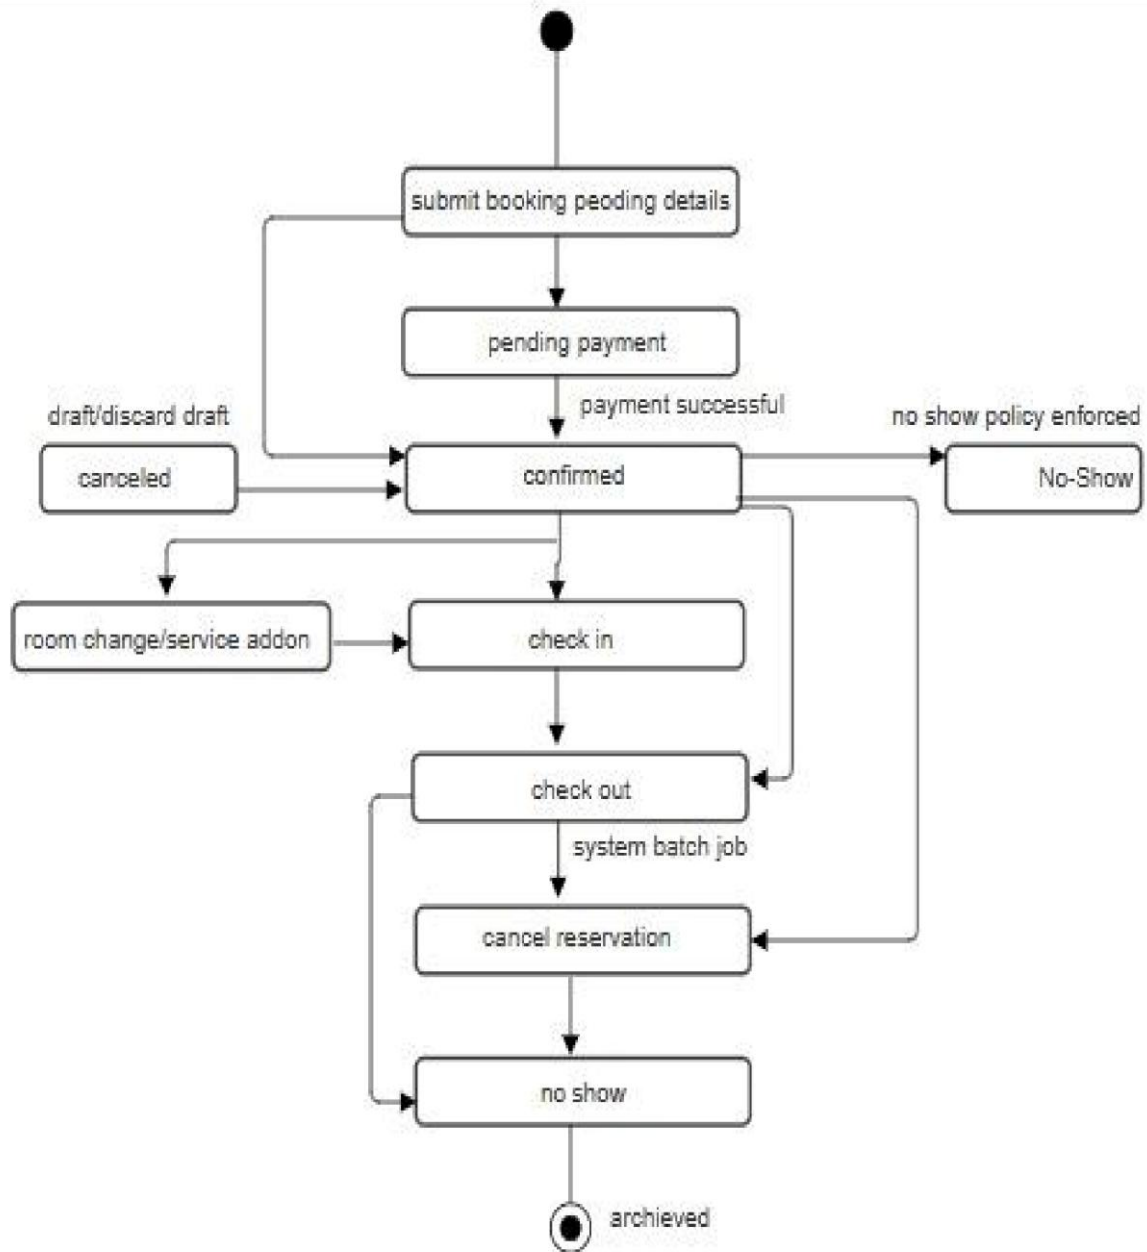 submit booking peoding details
pending payment
payment successful
draft/discard draft
no show policy enforced
canceled
confirmed
No-Show
room change/service addon
check in
check out
system batch job
cancel reservation
no show
archieved